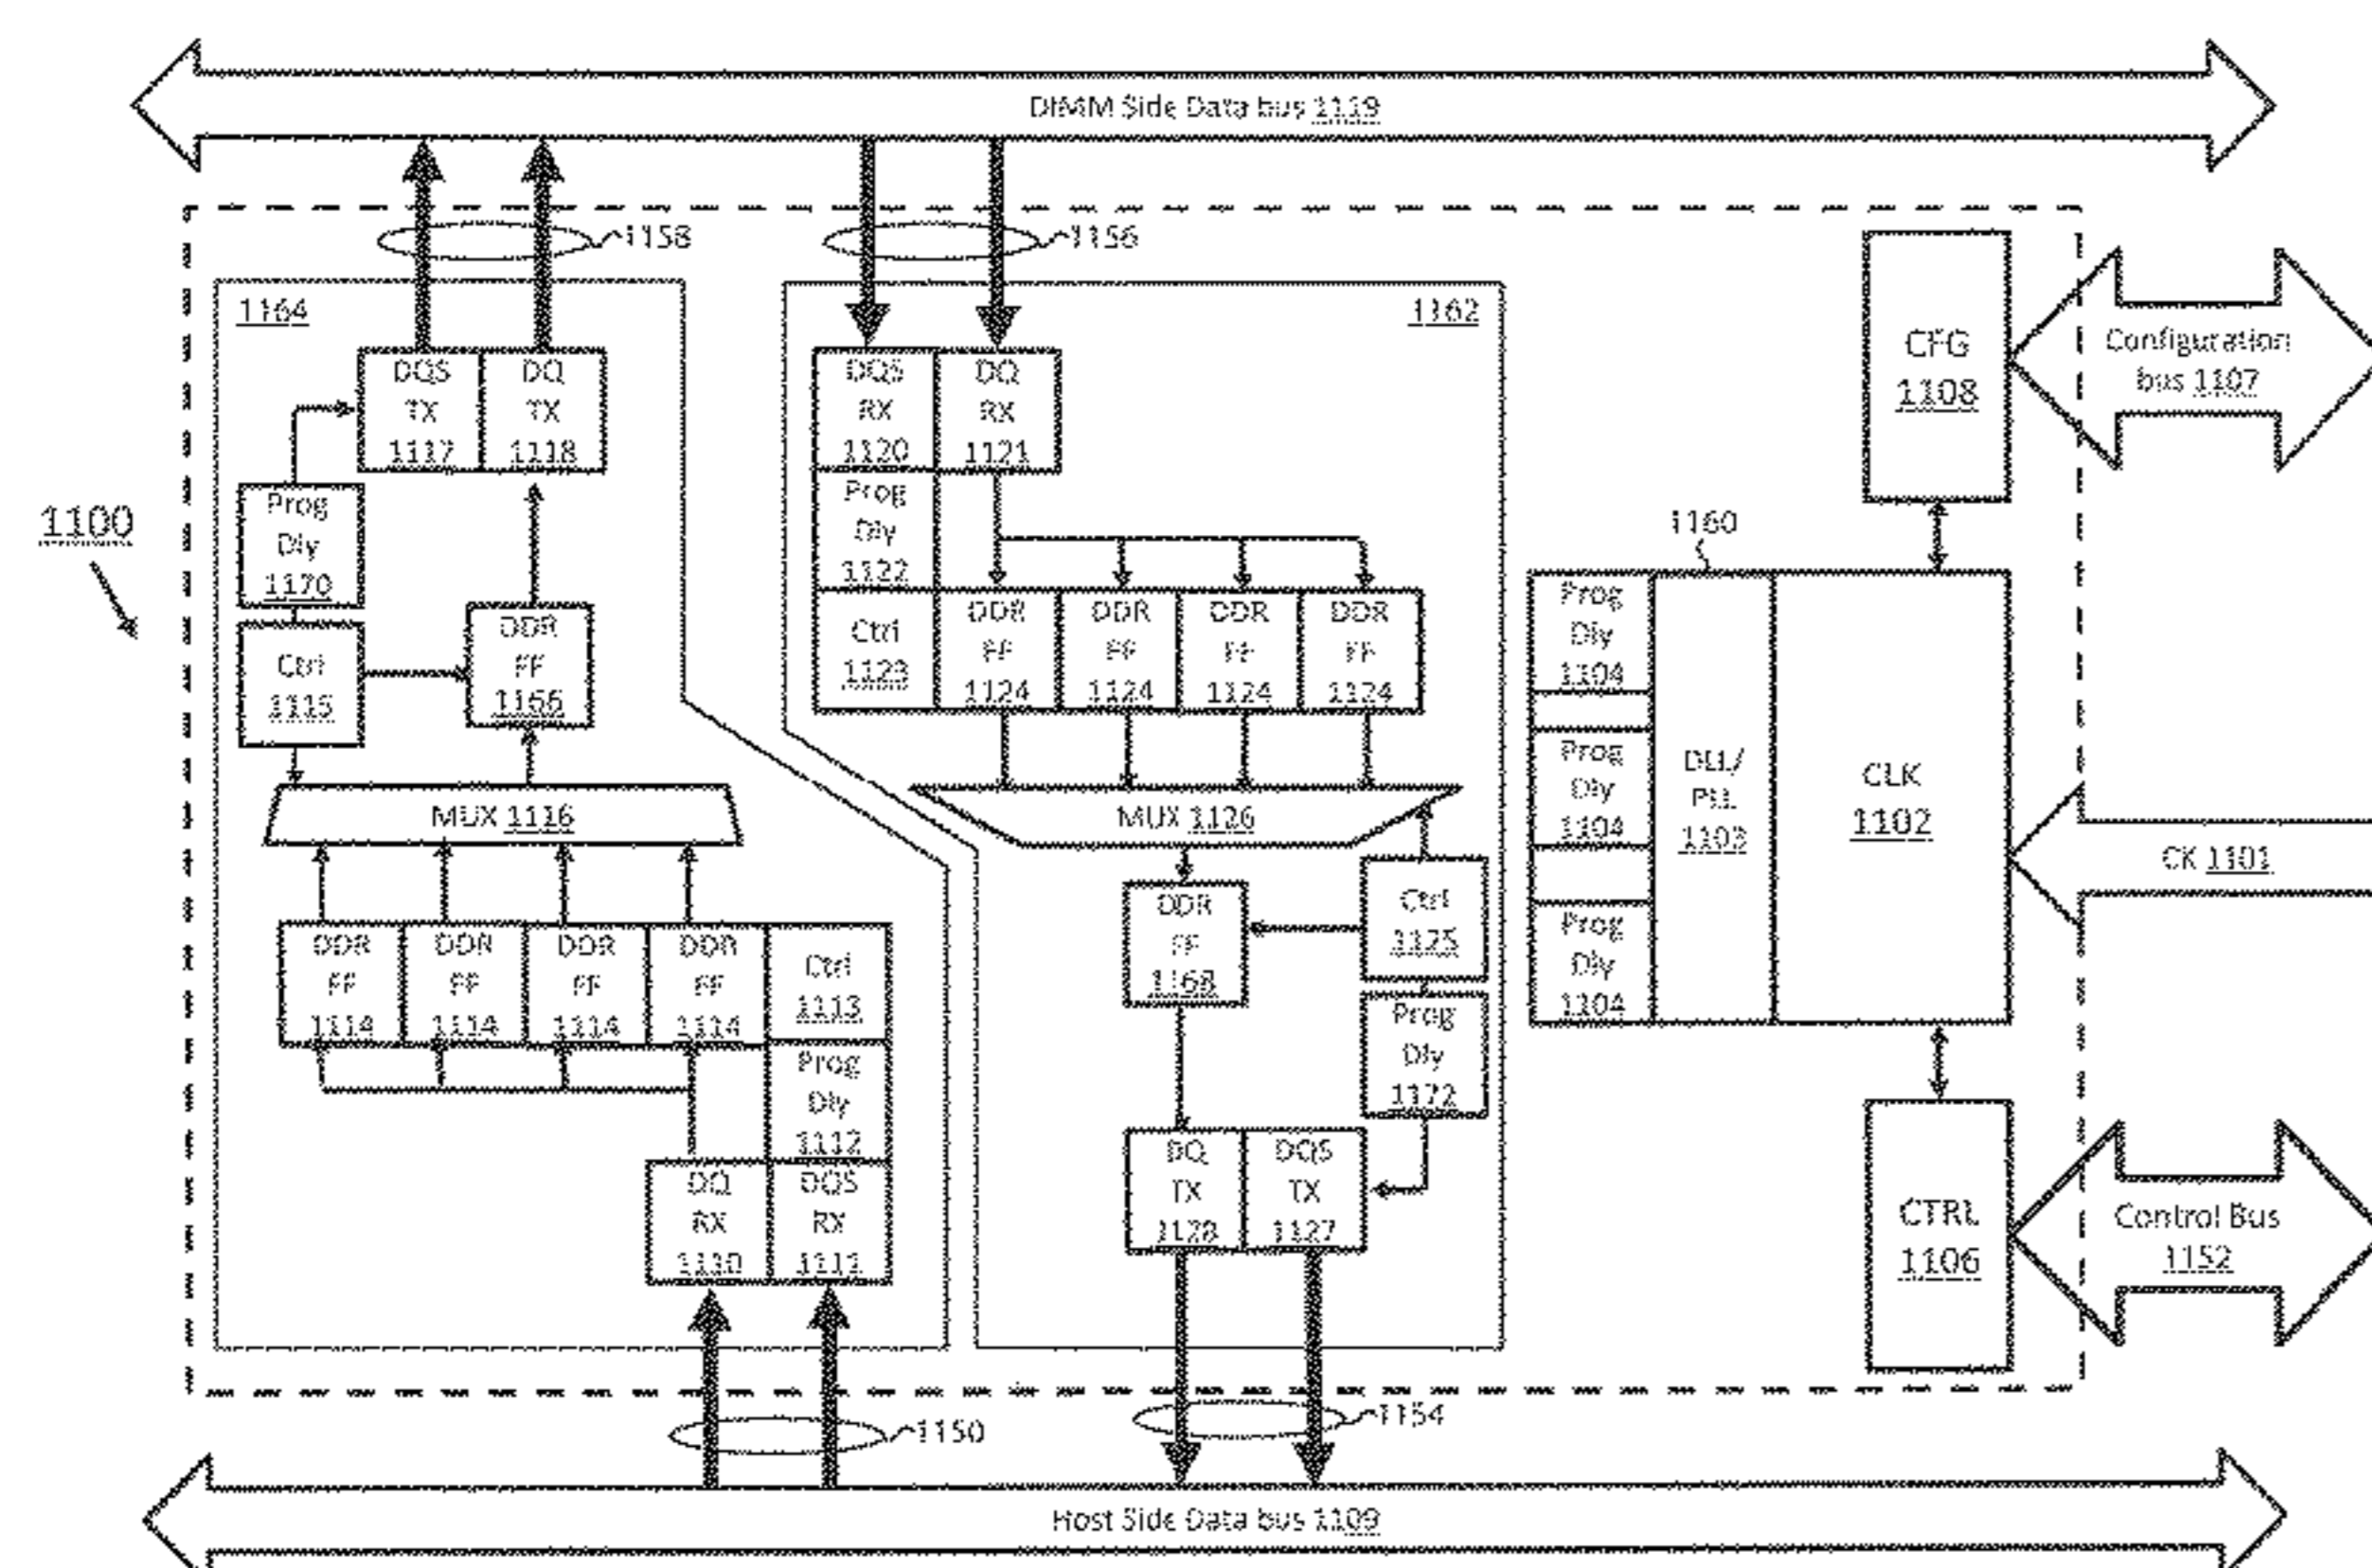 DIMM Side Data bus 1119
1158
1156
1164
1162
DQS
TX
1117
DQ
TX
1118
DQS
RX
1120
DQ
RX
1121
CFG
1108
Configuration
bus 1107
1100
Prog
Dly
1170
Prog
Dly
1122
1160
Ctrl
1115
DDR
FF
1166
Ctrl
1123
DDR
FF
1124
DDR
FF
1124
DDR
FF
1124
DDR
FF
1124
Prog
Dly
1104
Prog
Dly
1104
Prog
Dly
1104
DLL/
PLL
1103
CLK
1102
CK 1101
MUX 1116
MUX 1126
DDR
FF
1114
DDR
FF
1114
DDR
FF
1114
DDR
FF
1114
Ctrl
1113
DDR
FF
1168
Ctrl
1125
Prog
Dly
1112
Prog
Dly
1172
DQ
RX
1110
DQS
RX
1111
DQ
TX
1128
DQS
TX
1127
CTRL
1106
Control Bus
1152
1150
1154
Host Side Data bus 1109